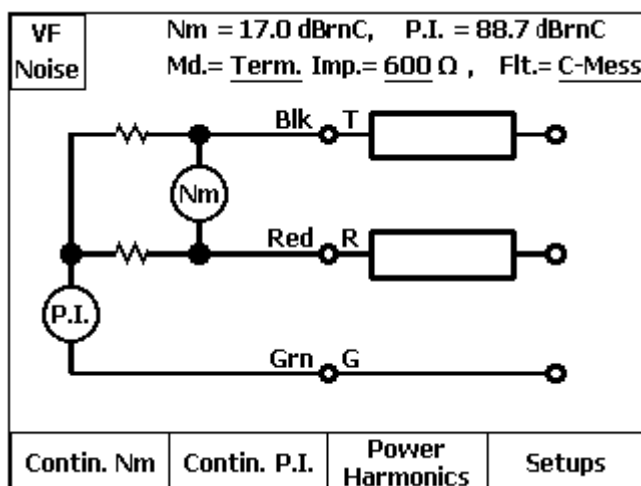 VF
Noise
Nm = 17.0 dBrnC, P.I. = 88.7 dBrnC
Md.= Term. Imp.= 600 Ω , Flt.= C-Mess
Blk T
Nm
Red R
P.I.
Grn G
Contin. Nm
Contin. P.I.
Power
Harmonics
Setups